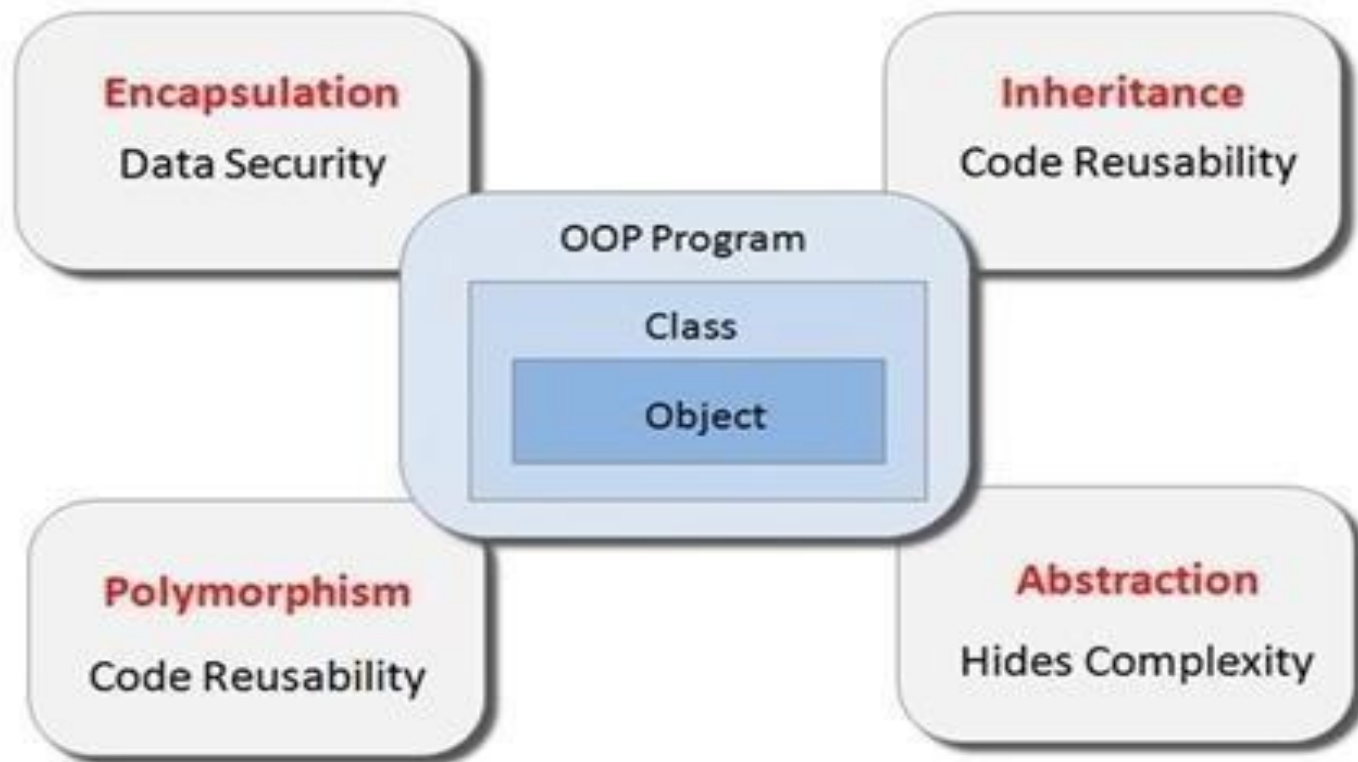 Encapsulation
Data Security
Inheritance
Code Reusability
OOP Program
Class
Object
Polymorphism
Code Reusability
Abstraction
Hides Complexity